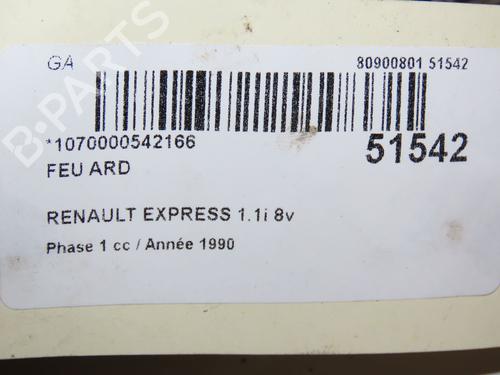 GA
80900801 51542
*1070000542166
51542
FEU ARD
RENAULT EXPRESS 1.1i 8v
Phase 1 cc / Année 1990
B-PARTS